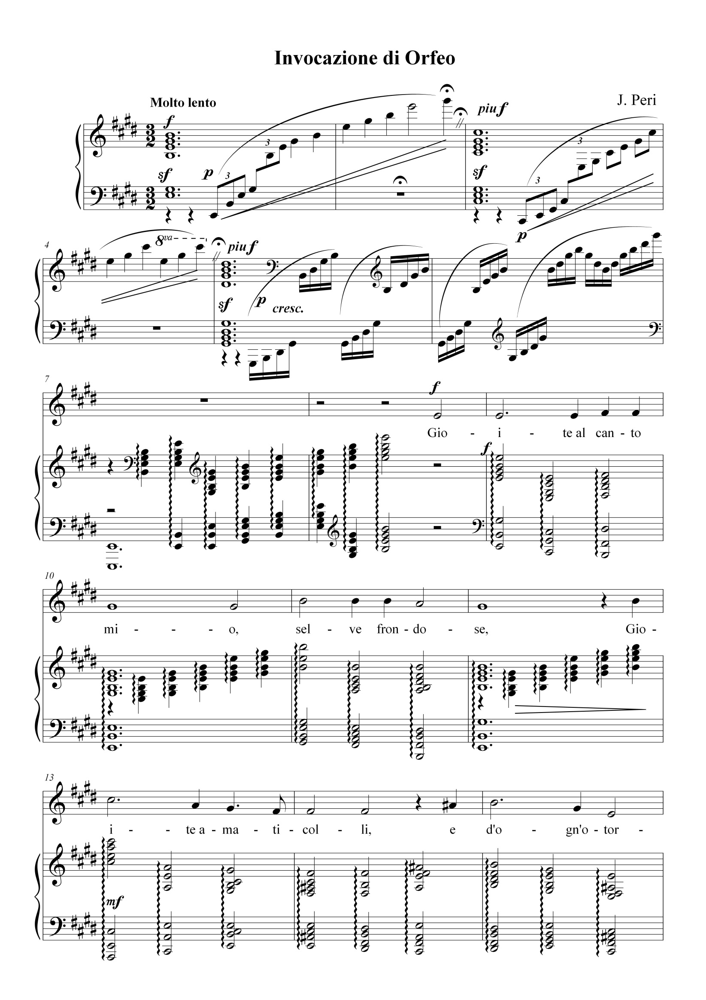 Invocazione di Orfeo
J. Peri
Molto lento
f
piu f
3
3
3
3
sf
p
sf
p
4
8va
piu f
sf
p
cresc.
7
f
Gio - i - te al can - to
f
10
mi - - - o, sel - ve fron - do - se, Gio -
13
i - - te a - ma - ti - col - li, e d'o - gn'o - tor -
mf